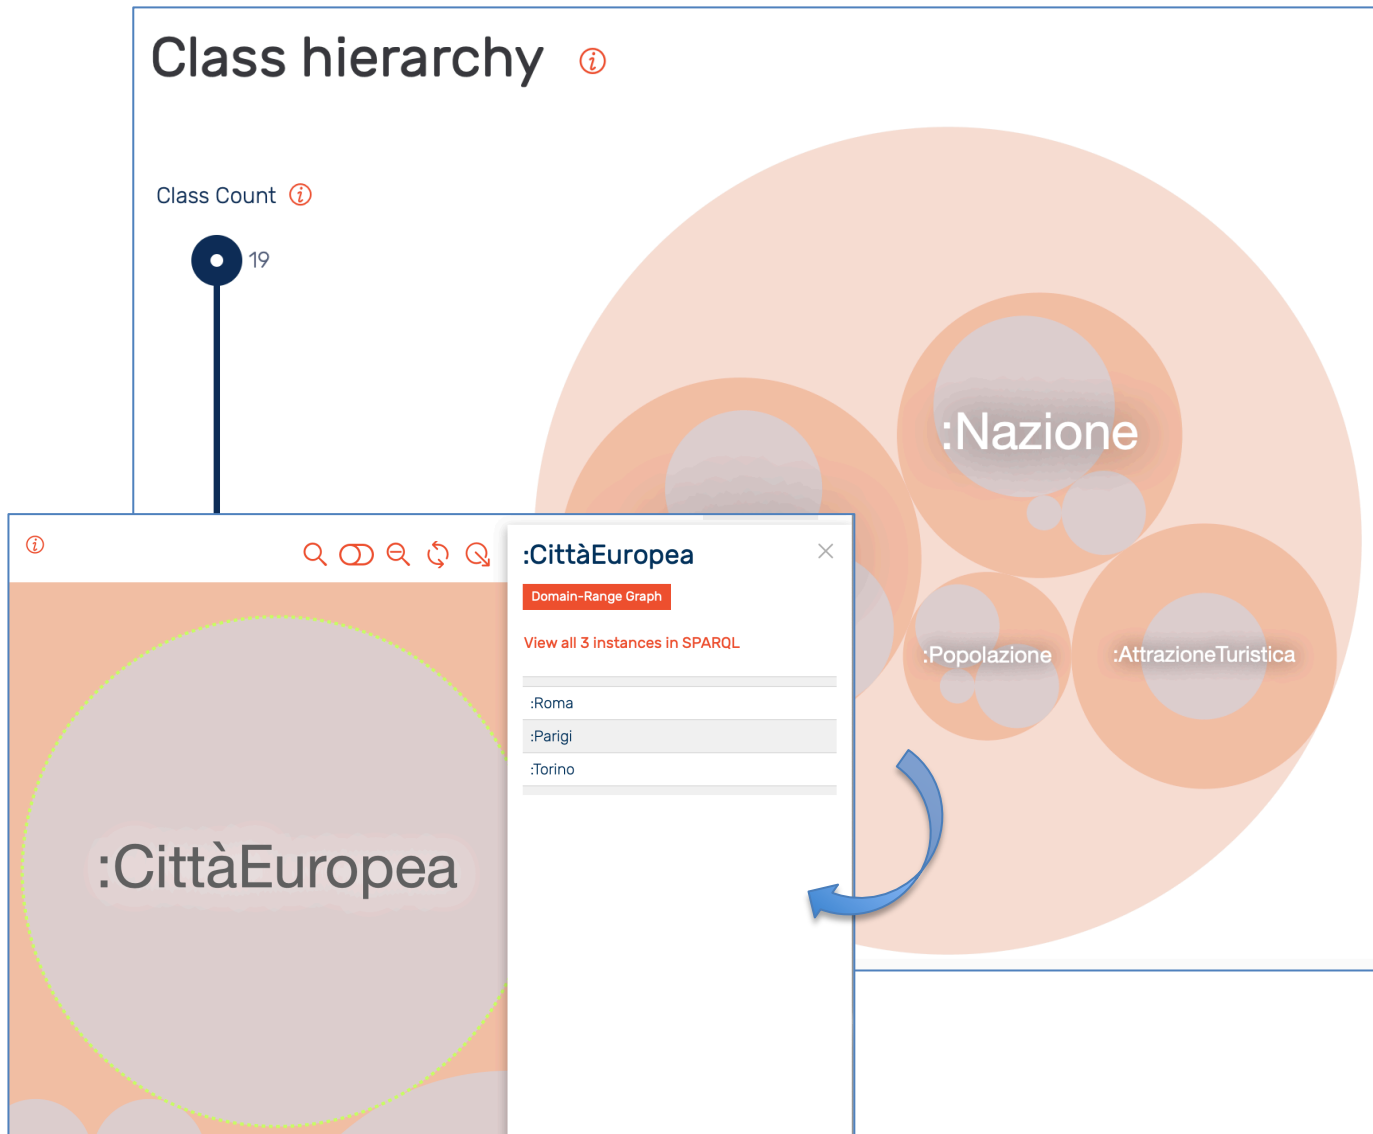 Class hierarchy
Class Count
19
:Nazione
:Popolazione
:AttrazioneTuristica
:CittàEuropea
Domain-Range Graph
View all 3 instances in SPARQL
:Roma
:Parigi
:Torino
:CittàEuropea